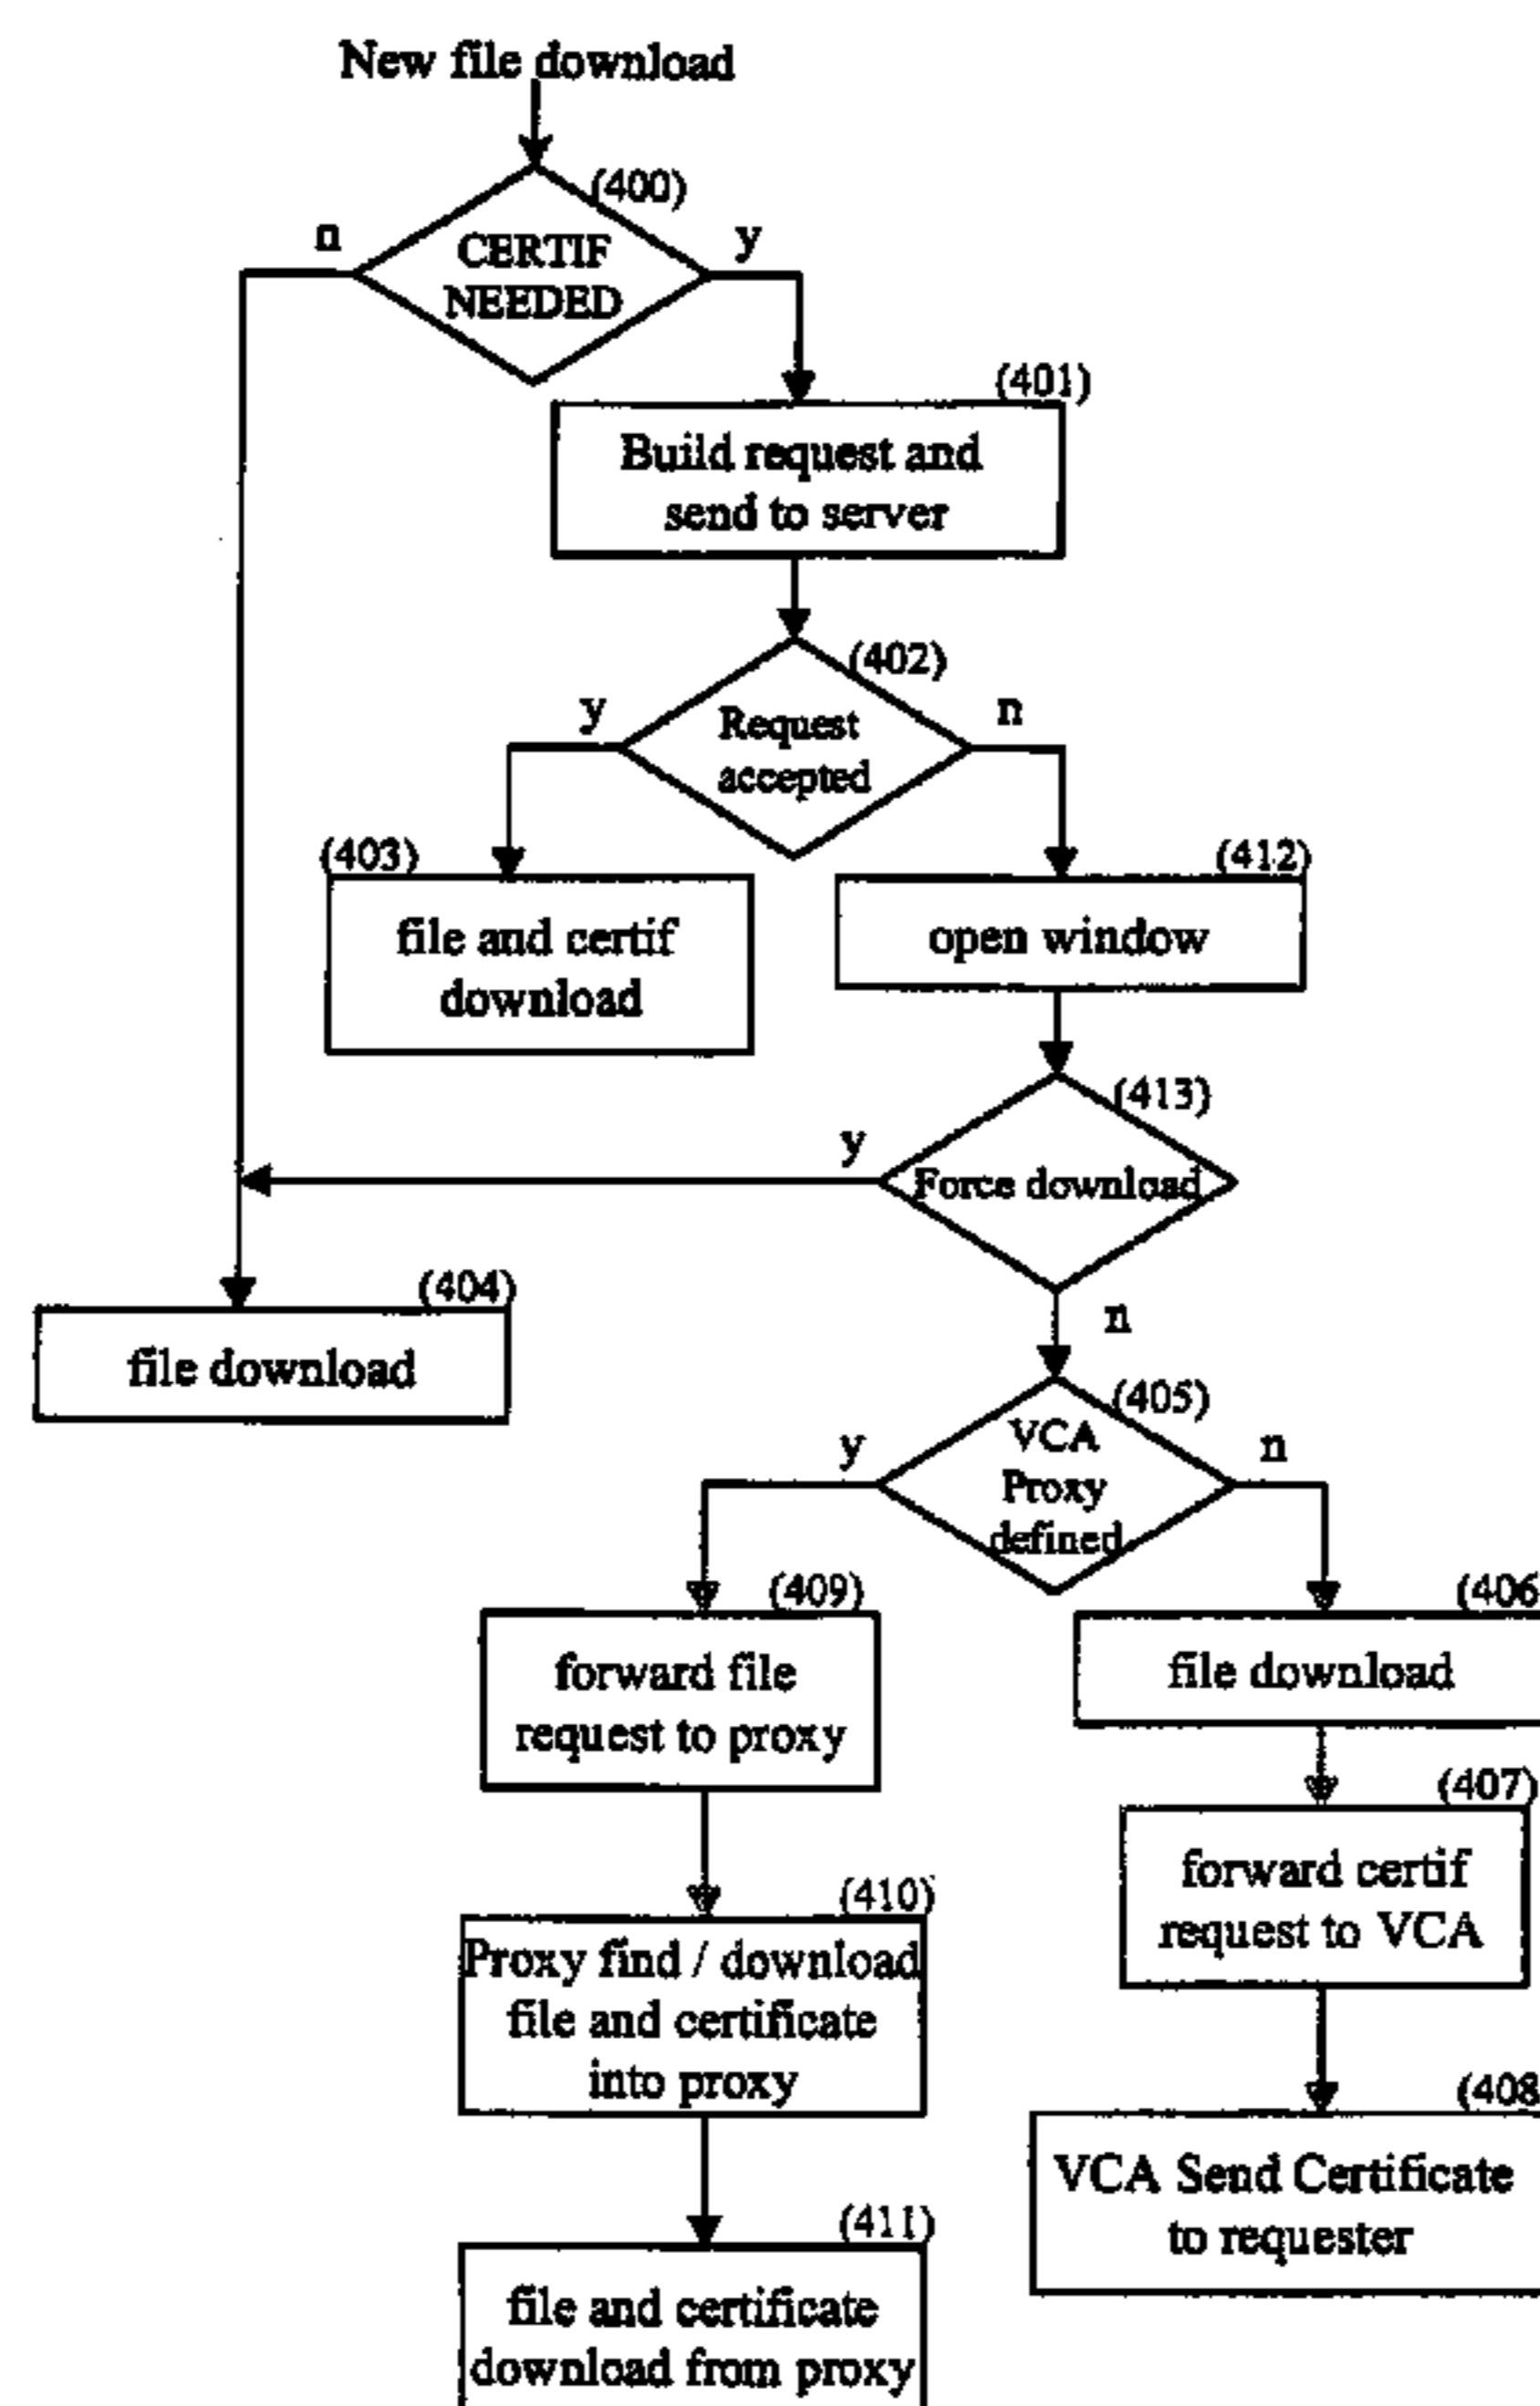 New file download
(400)
n
CERTIF
y
NEEDED
(401)
Build request and
send to server
(402)
y
Request
n
accepted
(403)
(412)
file and certif
download
open window
(413)
y
Force download
(404)
n
file download
(405)
y
VCA
n
Proxy
defined
(409)
(406
forward file
request to proxy
file download
(407)
forward certif
request to VCA
(410)
Proxy find / download
file and certificate
into proxy
(408
VCA Send Certificate
to requester
(411)
file and certificate
download from proxy